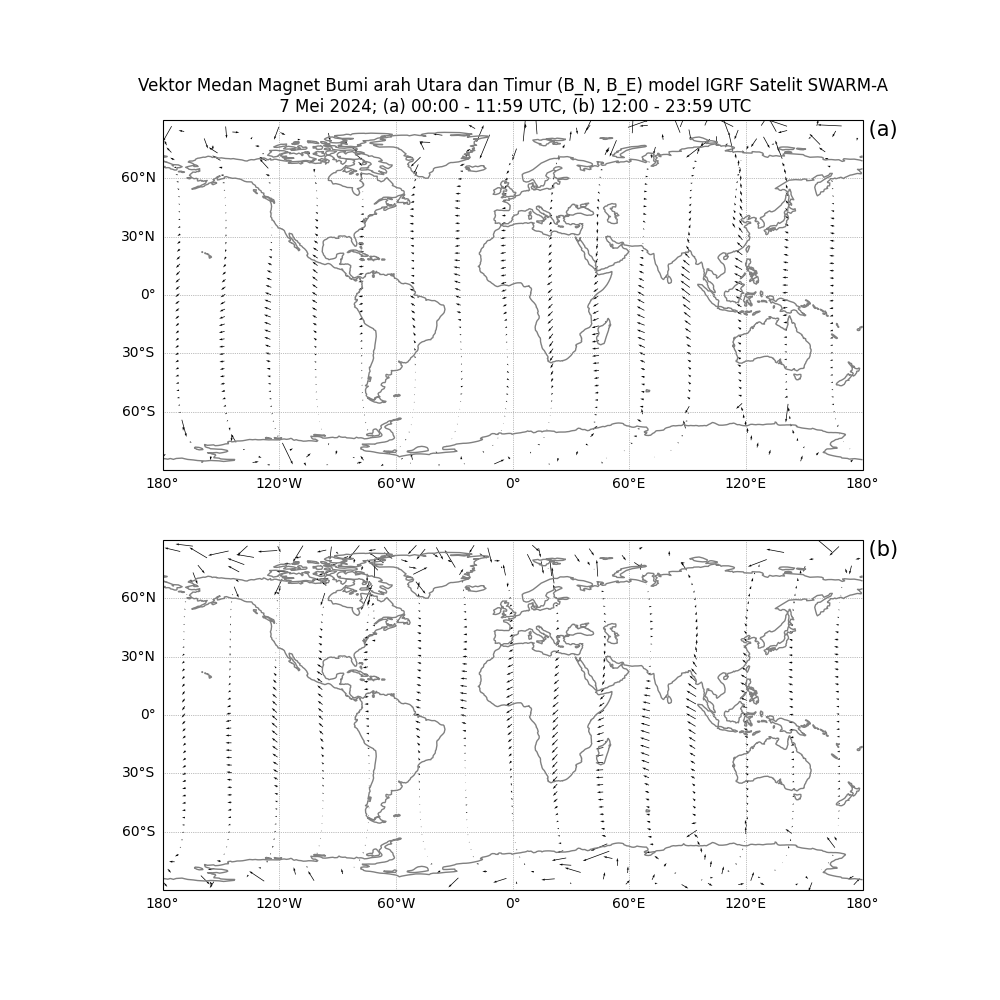 Vektor Medan Magnet Bumi arah Utara dan Timur (B_N, B_E) model IGRF Satelit SWARM-A
7 Mei 2024; (a) 00:00 - 11:59 UTC, (b) 12:00 - 23:59 UTC
(a)
60°N
30°N
0°
30°S
60°S
180° 120°W 60°W 0° 60°E 120°E 180°
(b)
60°N
30°N
0°
30°S
60°S
180° 120°W 60°W 0° 60°E 120°E 180°